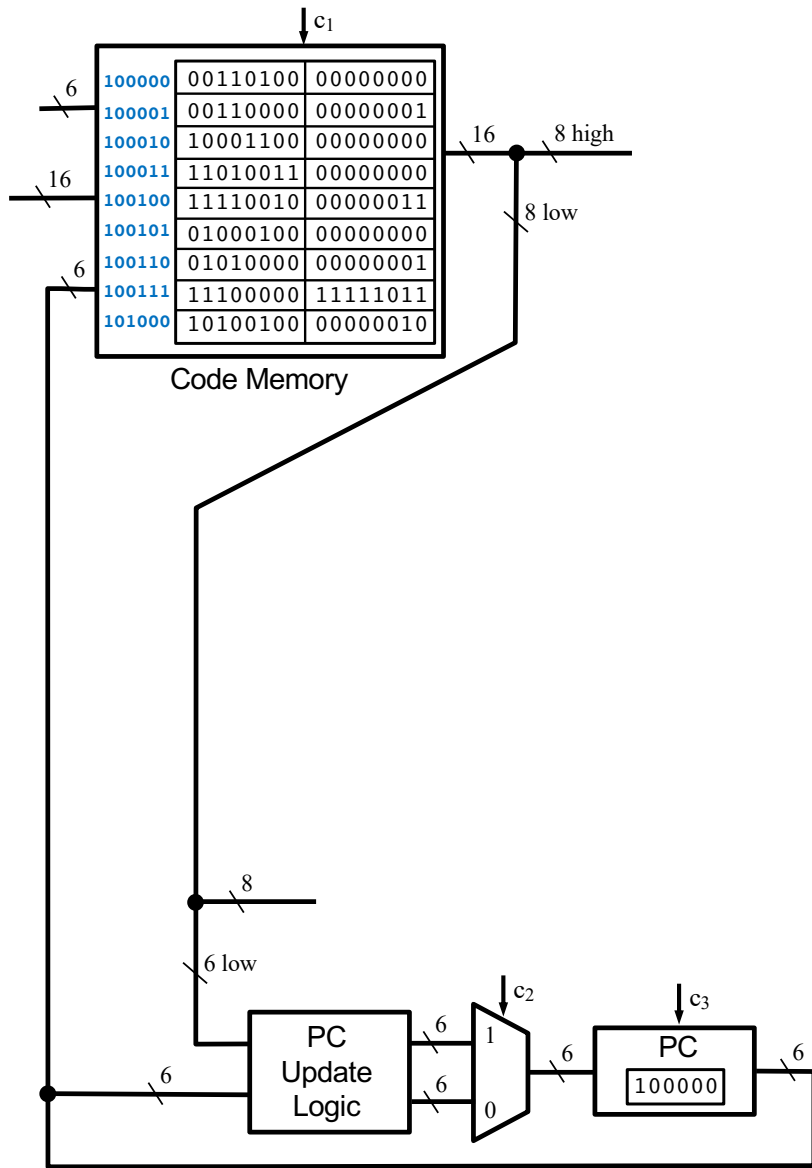 c1
6
100000 00110100 00000000
100001 00110000 00000001
100010 10001100 00000000
16 8 high
100011 11010011 00000000
16
100100 11110010 00000011
8 low
100101 01000100 00000000
6
100110 01010000 00000001
100111 11100000 11111011
101000 10100100 00000010
Code Memory
8
6 low
c2
c3
PC
Update
Logic
6
1
6
0
6
6
PC
100000
6